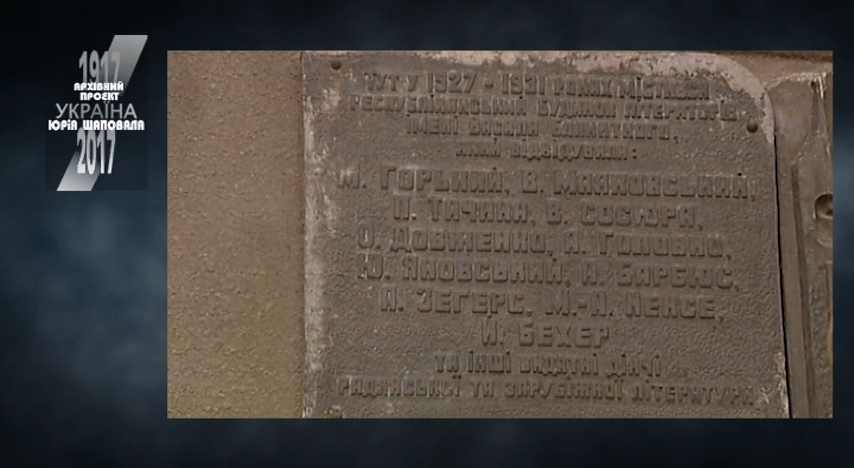 1917
АРХІВНИЙ
ПРОЕКТ
УКРАЇНА
ЮРІЯ ШАПОВАЛА
2017
ТУТ У 1927 - 1931 РОКАХ МІСТИВСЯ
РЕСПУБЛІКАНСЬКИЙ БУДИНОК ЛІТЕРАТОРІВ
ІМЕНІ ВАСИЛЯ БЛАКИТНОГО,
ЯКИЙ ВІДВІДУВАЛИ:
М. ГОРЬКИЙ, В. МАЯКОВСЬКИЙ,
П. ТИЧИНА, В. СОСЮРА,
О. ДОВЖЕНКО, А. ГОЛОВКО,
Ю. ЯНОВСЬКИЙ, А. БАРБЮС,
А. ЗЕГЕРС, М.-А. НЕКСЕ,
Й. БЕХЕР
ТА ІНШІ ВИДАТНІ ДІЯЧІ
РАДЯНСЬКОЇ ТА ЗАРУБІЖНОЇ ЛІТЕРАТУРИ